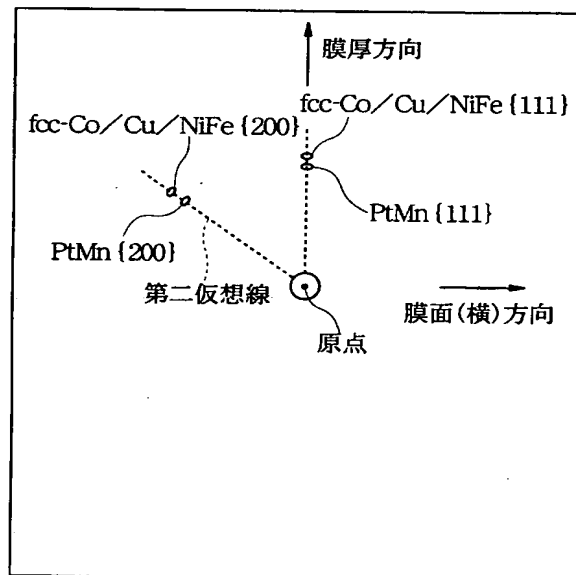 膜厚方向
fcc-Co/Cu/NiFe{111}
fcc-Co/Cu/NiFe{200}
PtMn{111}
PtMn{200}
第二仮想線
膜面(横)方向
原点